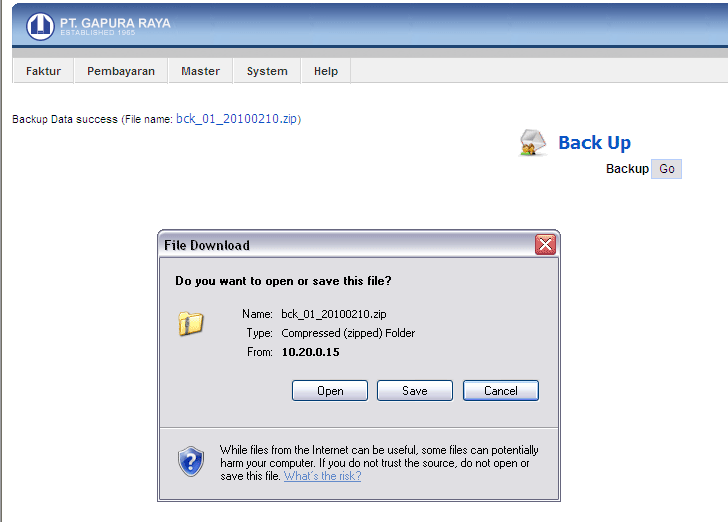 PT. GAPURA RAYA
ESTABLISHED 1965
Faktur Pembayaran Master System Help
Backup Data success (File name: bck_01_20100210.zip)
Back Up
Backup Go
File Download
Do you want to open or save this file?
Name: bck_01_20100210.zip
Type: Compressed (zipped) Folder
From: 10.20.0.15
Open Save Cancel
While files from the Internet can be useful, some files can potentially
harm your computer. If you do not trust the source, do not open or
save this file. What's the risk?